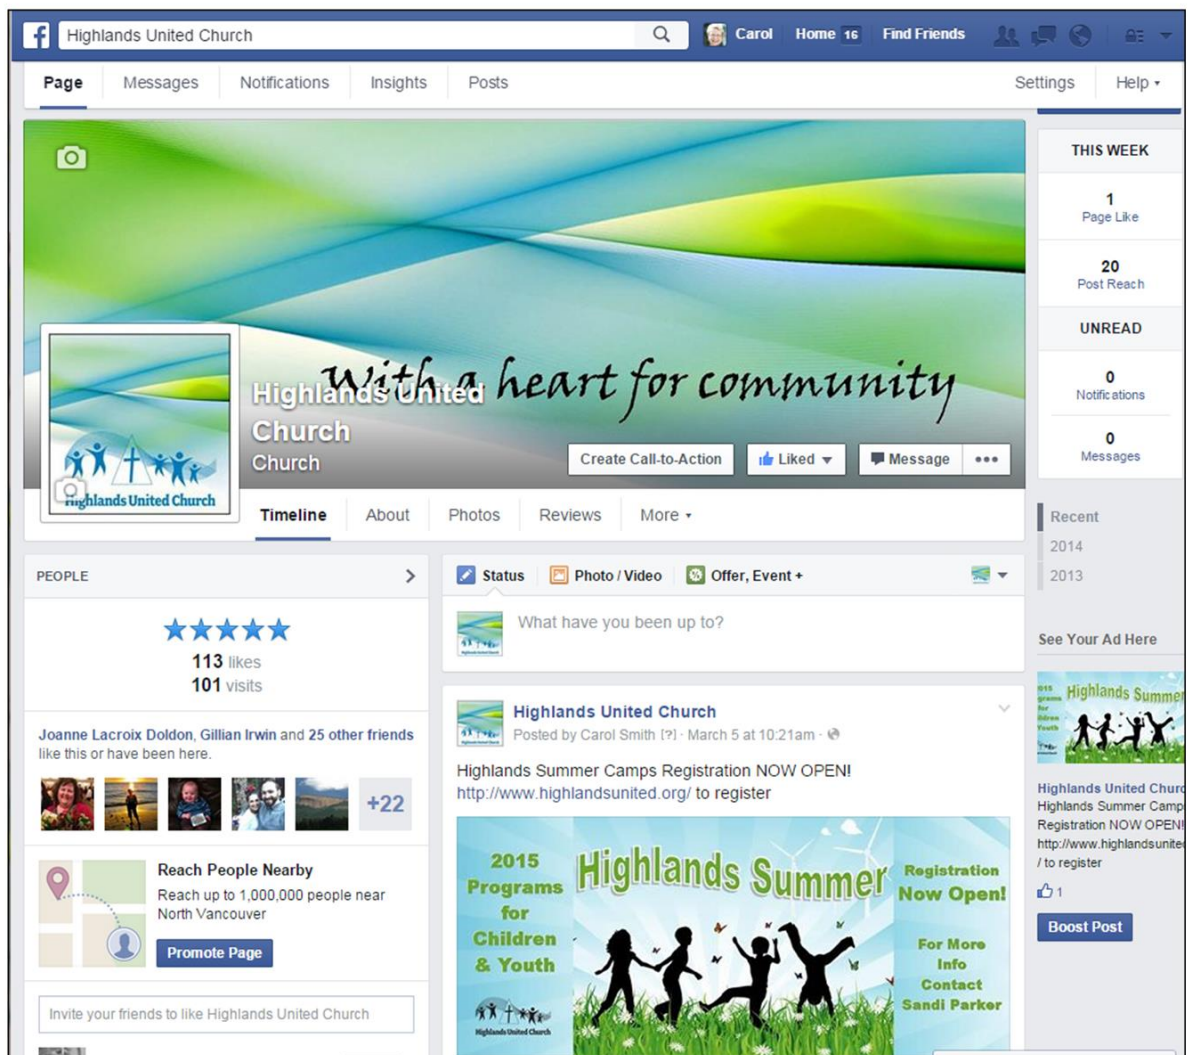 Highlands United Church
Carol Home 16 Find Friends
Page Messages Notifications Insights Posts Settings Help
With a heart for community
Highlands United
Church
Church
Highlands United Church
Create Call-to-Action Liked Message
Timeline About Photos Reviews More
THIS WEEK
1
Page Like
20
Post Reach
UNREAD
0
Notifications
0
Messages
Recent
2014
2013
PEOPLE
113 likes
101 visits
Joanne Lacroix Doldon, Gillian Irwin and 25 other friends
like this or have been here.
+22
Reach People Nearby
Reach up to 1,000,000 people near
North Vancouver
Promote Page
Invite your friends to like Highlands United Church
Status Photo / Video Offer, Event +
What have you been up to?
Highlands United Church
Posted by Carol Smith [?] · March 5 at 10:21am ·
Highlands Summer Camps Registration NOW OPEN!
http://www.highlandsunited.org/ to register
2015
Programs
for
Children
& Youth
Highlands United Church
Highlands Summer
Registration
Now Open!
For More
Info
Contact
Sandi Parker
See Your Ad Here
Highlands Summer
Highlands United Churc
Highlands Summer Camp
Registration NOW OPEN!
http://www.highlandsunited
/ to register
1
Boost Post